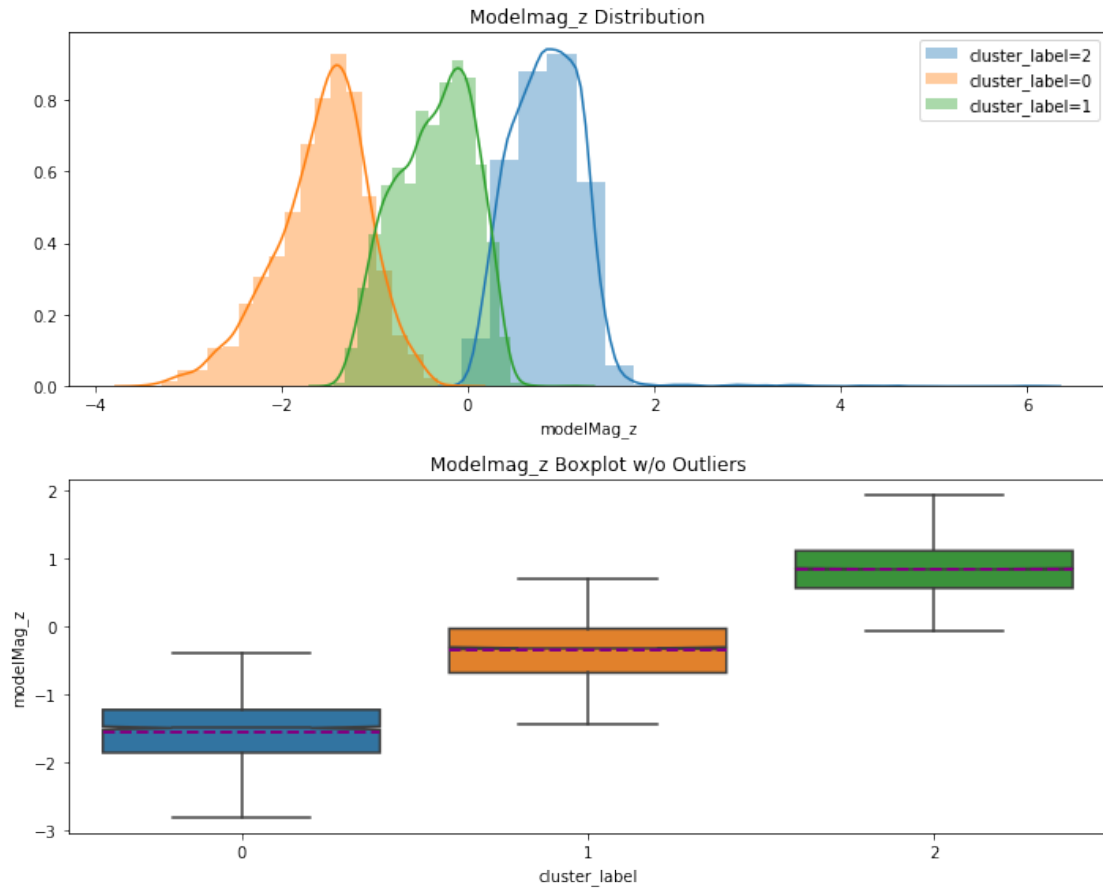 Modelmag_z Distribution
cluster_label=2
cluster_label=0
cluster_label=1
0.8
0.6
0.4
0.2
0.0
−4
−2
0
2
4
6
modelMag_z
Modelmag_z Boxplot w/o Outliers
modelMag_z
2
1
0
−1
−2
−3
0
1
2
cluster_label